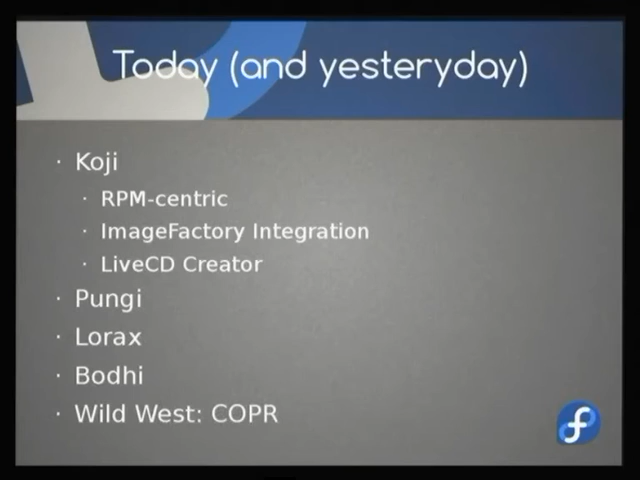 Today (and yesteryday)
· Koji
· RPM-centric
· ImageFactory Integration
· LiveCD Creator
· Pungi
· Lorax
· Bodhi
· Wild West: COPR